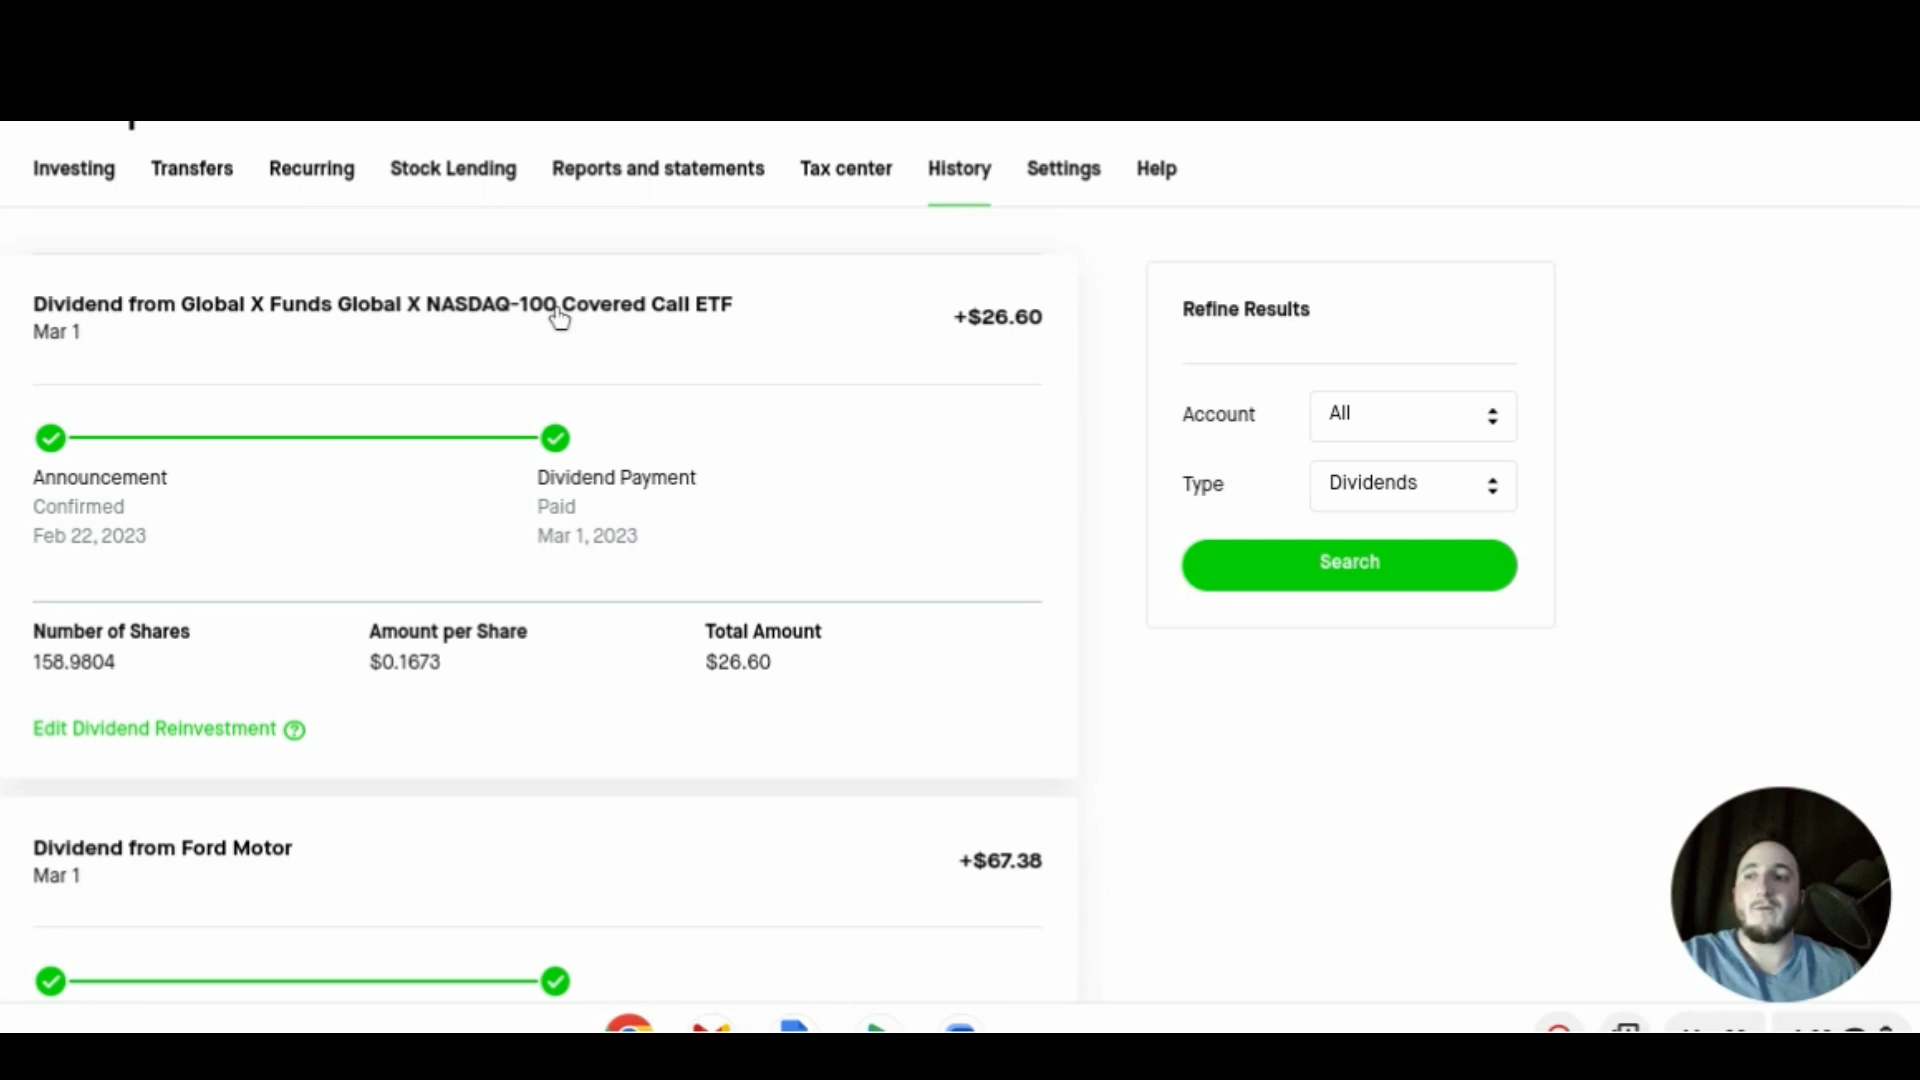 Investing Transfers Recurring Stock Lending Reports and statements Tax center History Settings Help
Dividend from Global X Funds Global X NASDAQ-100 Covered Call ETF
Mar 1
+$26.60
Announcement
Confirmed
Feb 22, 2023
Dividend Payment
Paid
Mar 1, 2023
Number of Shares
158.9804
Amount per Share
$0.1673
Total Amount
$26.60
Edit Dividend Reinvestment ?
Dividend from Ford Motor
Mar 1
+$67.38
Refine Results
Account All
Type Dividends
Search